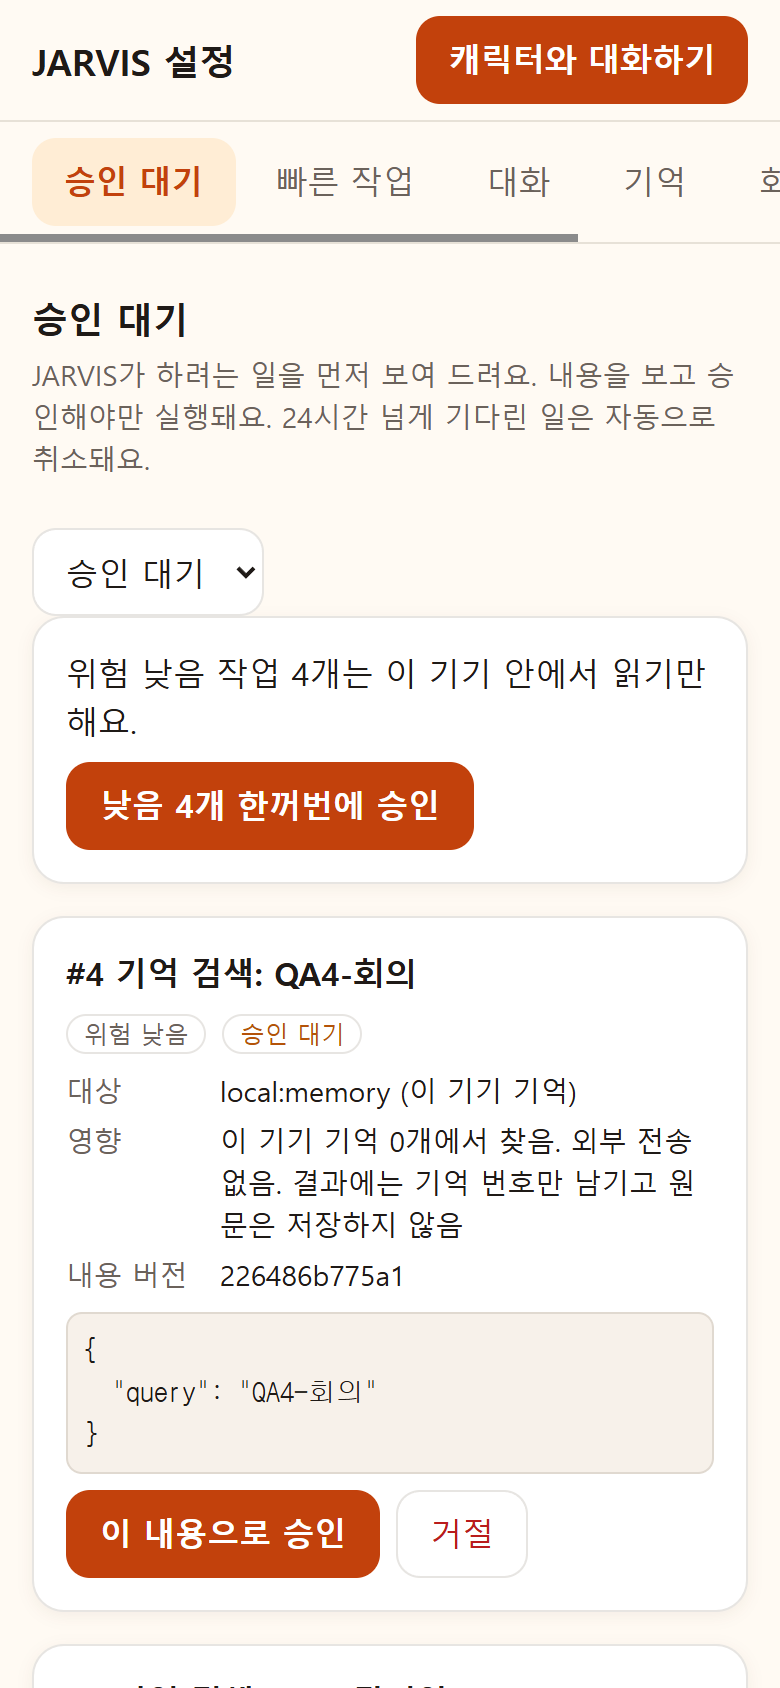 JARVIS 설정
캐릭터와 대화하기
승인 대기
빠른 작업
대화
기억
승인 대기
JARVIS가 하려는 일을 먼저 보여 드려요. 내용을 보고 승
인해야만 실행돼요. 24시간 넘게 기다린 일은 자동으로
취소돼요.
승인 대기
위험 낮음 작업 4개는 이 기기 안에서 읽기만
해요.
낮음 4개 한꺼번에 승인
#4 기억 검색: QA4-회의
위험 낮음
승인 대기
대상
local:memory (이 기기 기억)
영향
이 기기 기억 0개에서 찾음. 외부 전송
없음. 결과에는 기억 번호만 남기고 원
문은 저장하지 않음
내용 버전
226486b775a1
{
"query": "QA4-회의"
}
이 내용으로 승인
거절